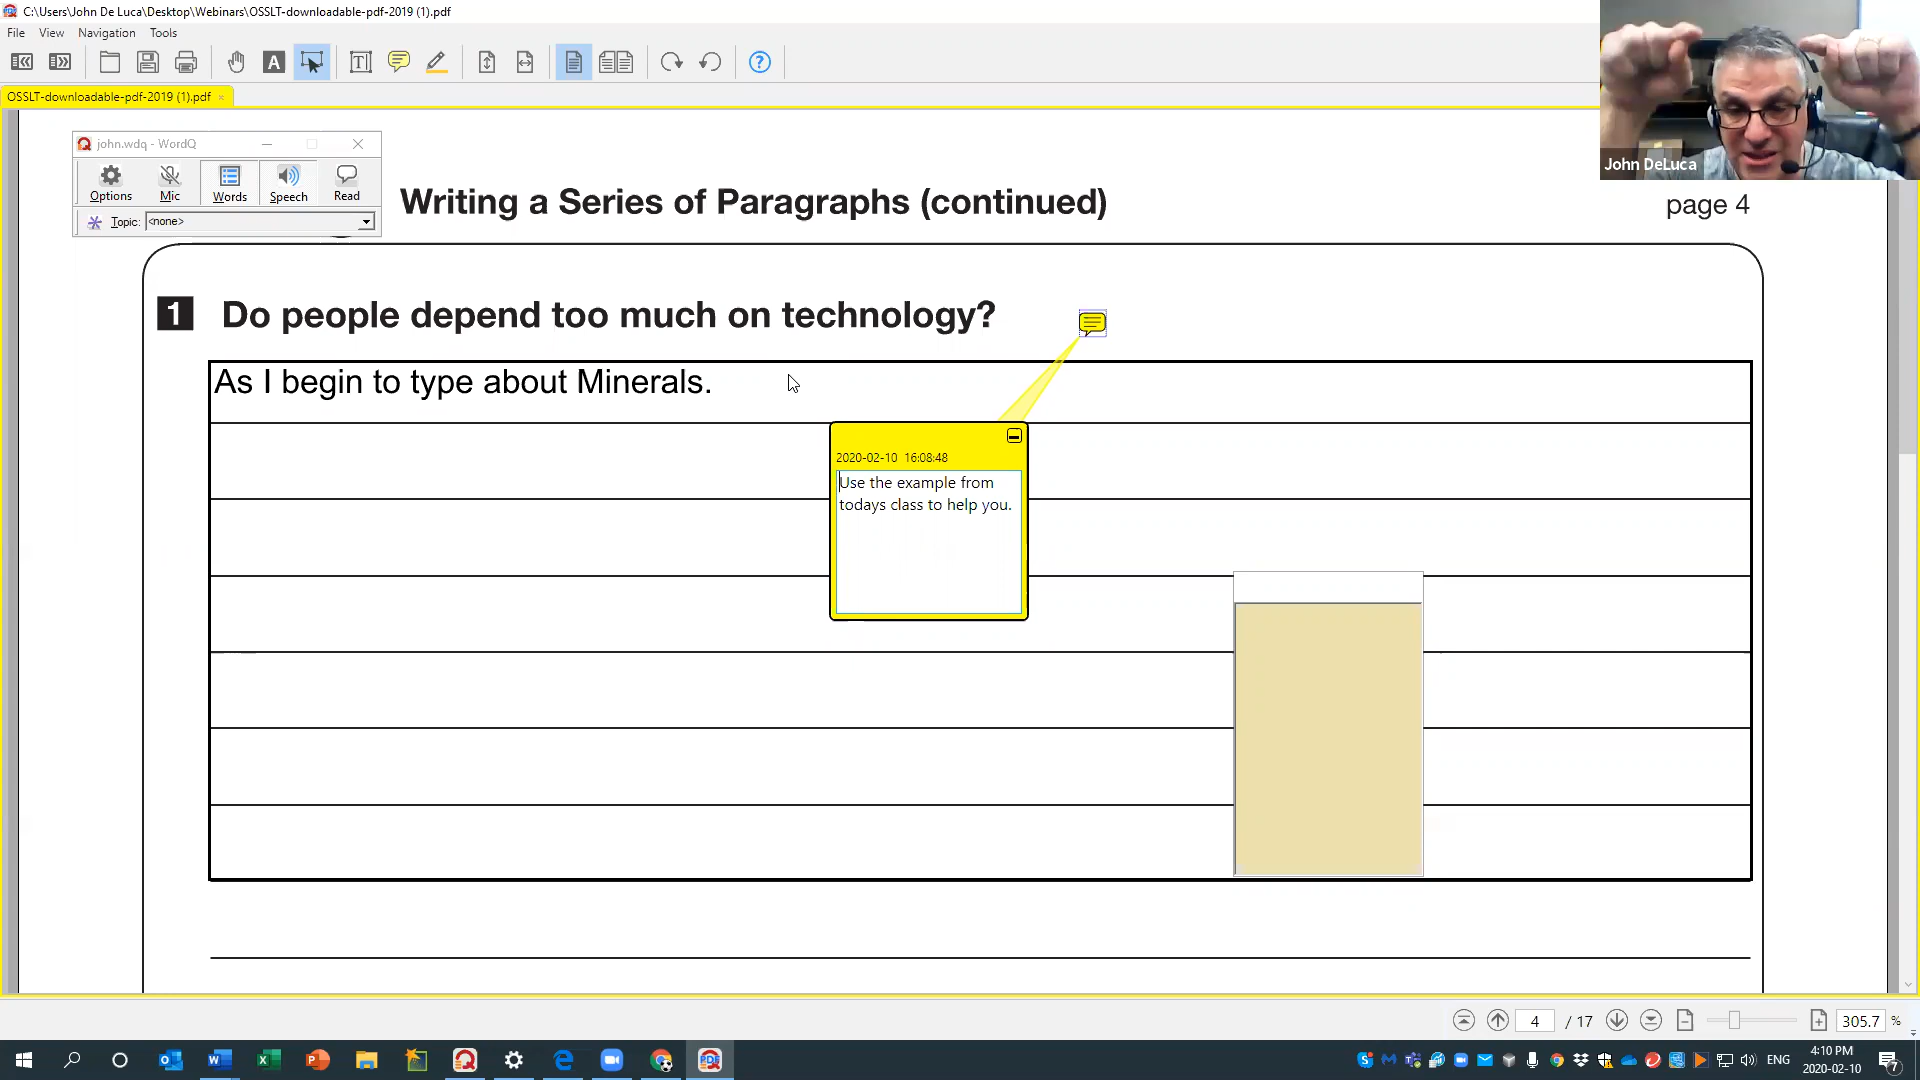 C:\Users\John De Luca\Desktop\Webinars\OSSLT-downloadable-pdf-2019 (1).pdf
File View Navigation Tools
OSSLT-downloadable-pdf-2019 (1).pdf
John DeLuca
john.wdq - WordQ
Options Mic Words Speech Read
Topic: <none>
Writing a Series of Paragraphs (continued)
page 4
1 Do people depend too much on technology?
As I begin to type about Minerals.
2020-02-10 16:08:48
Use the example from
todays class to help you.
4 / 17
305.7 %
ENG
4:10 PM
2020-02-10
7